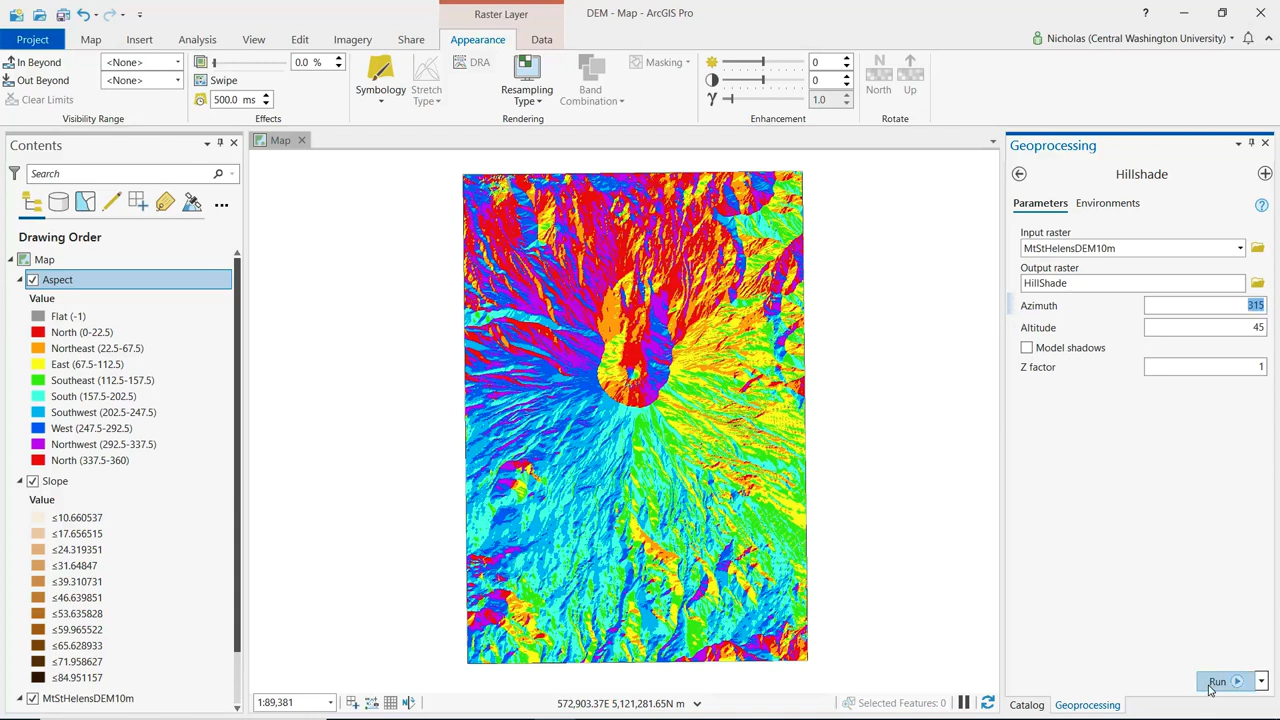 Raster Layer
DEM - Map - ArcGIS Pro
?
Project
Map
Insert
Analysis
View
Edit
Imagery
Share
Appearance
Data
Nicholas (Central Washington University)
In Beyond
<None>
Out Beyond
<None>
Clear Limits
Visibility Range
0.0 %
Swipe
500.0 ms
Effects
Symbology
Stretch
Type
DRA
Resampling
Type
Band
Combination
Masking
Rendering
0
0
γ
1.0
Enhancement
N
North
Up
Rotate
Contents
Search
Drawing Order
Map
Aspect
Value
Flat (-1)
North (0-22.5)
Northeast (22.5-67.5)
East (67.5-112.5)
Southeast (112.5-157.5)
South (157.5-202.5)
Southwest (202.5-247.5)
West (247.5-292.5)
Northwest (292.5-337.5)
North (337.5-360)
Slope
Value
≤10.660537
≤17.656515
≤24.319351
≤31.64847
≤39.310731
≤46.639851
≤53.635828
≤59.965522
≤65.628933
≤71.958627
≤84.951157
MtStHelensDEM10m
Map
1:89,381
572,903.37E 5,121,281.65N m
Selected Features: 0
Geoprocessing
Hillshade
Parameters
Environments
?
Input raster
MtStHelensDEM10m
Output raster
HillShade
Azimuth
315
Altitude
45
Model shadows
Z factor
1
Run
Catalog
Geoprocessing